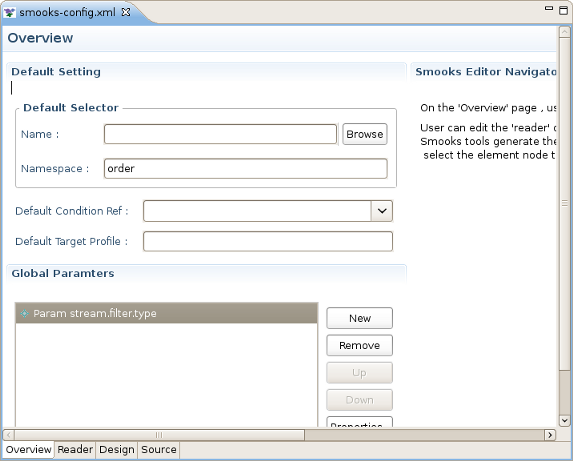 smooks-config.xml
Overview
Default Setting
Smooks Editor Navigato
Default Selector
Name :
Browse
Namespace :
order
On the 'Overview' page , us
User can edit the 'reader' c
Smooks tools generate the
select the element node t
Default Condition Ref :
Default Target Profile :
Global Paramters
Param stream.filter.type
New
Remove
Up
Down
Properties..
Overview
Reader
Design
Source